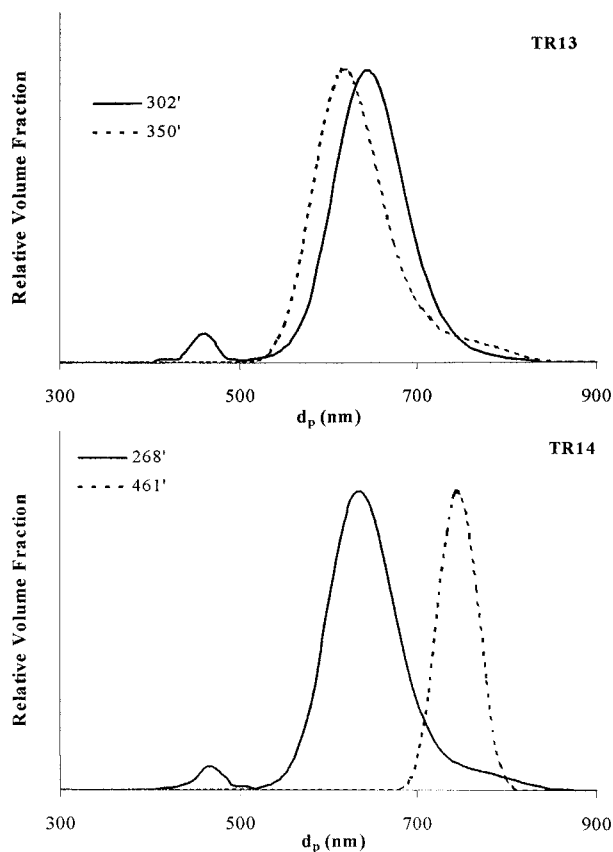 TR13
Relative Volume Fraction
302'
350'
300 500 700 900
dₚ (nm)
TR14
Relative Volume Fraction
268'
461'
300 500 700 900
dₚ (nm)